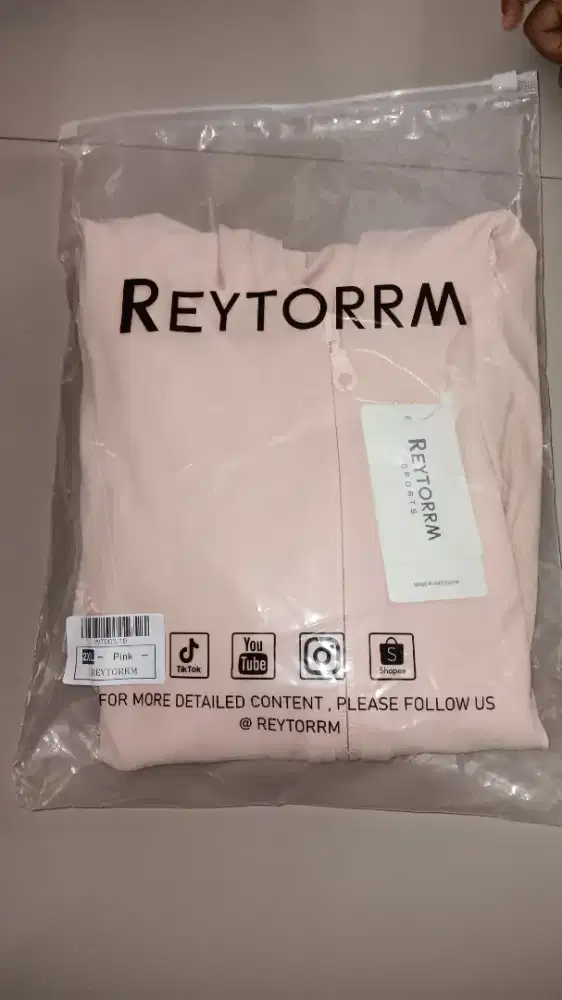 REYTORRM
REYTORRM
SPORTS
2XL - Pink -
REYTORRM
TikTok
You
Tube
Shopee
FOR MORE DETAILED CONTENT , PLEASE FOLLOW US
@ REYTORRM